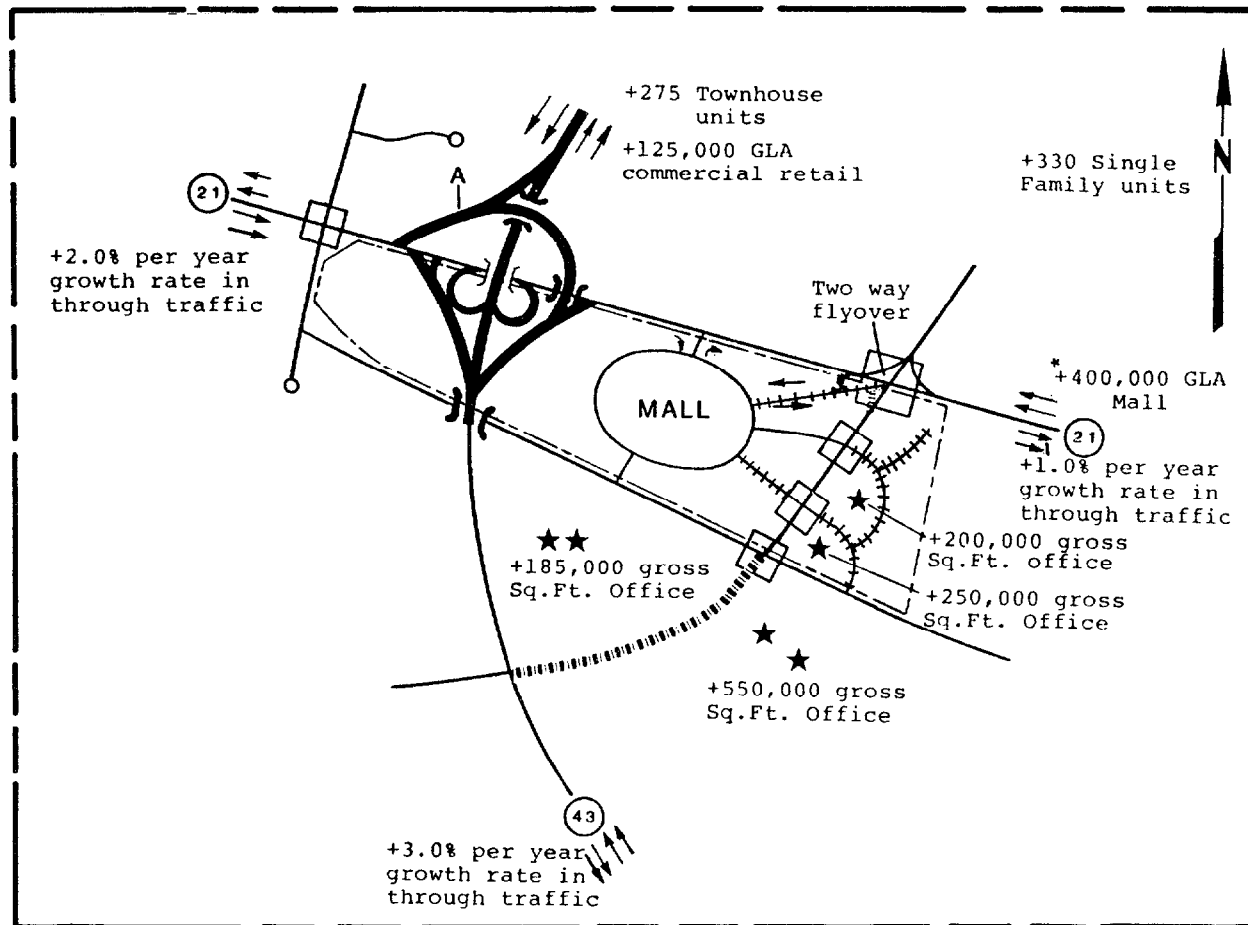 +275 Townhouse
units
+125,000 GLA
commercial retail
N
+330 Single
Family units
A
21
+2.0% per year
growth rate in
through traffic
Two way
flyover
*+400,000 GLA
Mall
MALL
21
+1.0% per year
growth rate in
through traffic
+200,000 gross
Sq.Ft. office
+185,000 gross
Sq.Ft. Office
+250,000 gross
Sq.Ft. Office
+550,000 gross
Sq.Ft. Office
43
+3.0% per year
growth rate in
through traffic